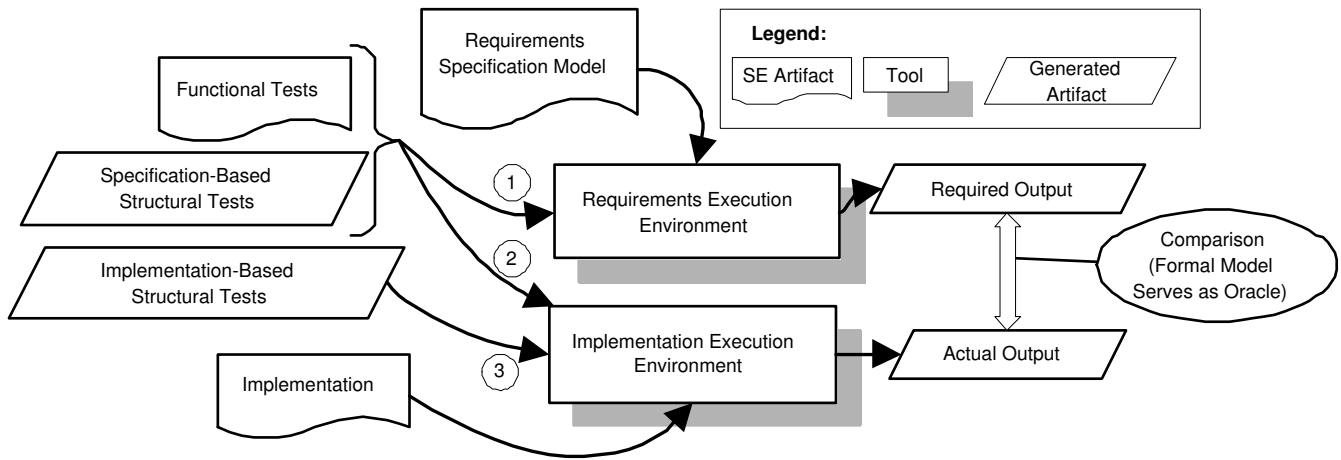 Functional Tests
Specification-Based
Structural Tests
Implementation-Based
Structural Tests
Implementation
Requirements
Specification Model
1
2
3
Requirements Execution
Environment
Implementation Execution
Environment
Legend:
SE Artifact
Tool
Generated
Artifact
Required Output
Actual Output
Comparison
(Formal Model
Serves as Oracle)